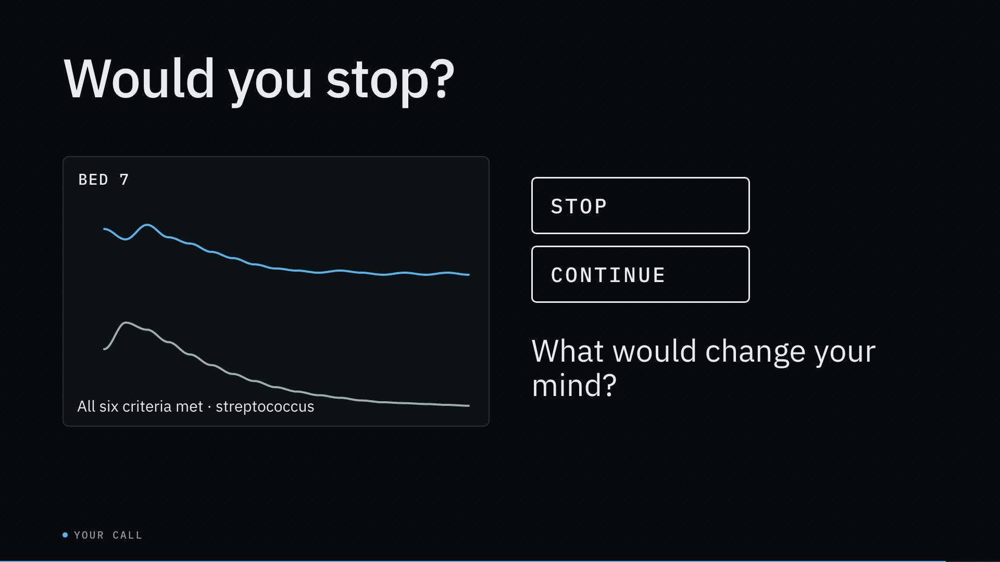 Would you stop?
BED 7
All six criteria met · streptococcus
STOP
CONTINUE
What would change your
mind?
YOUR CALL